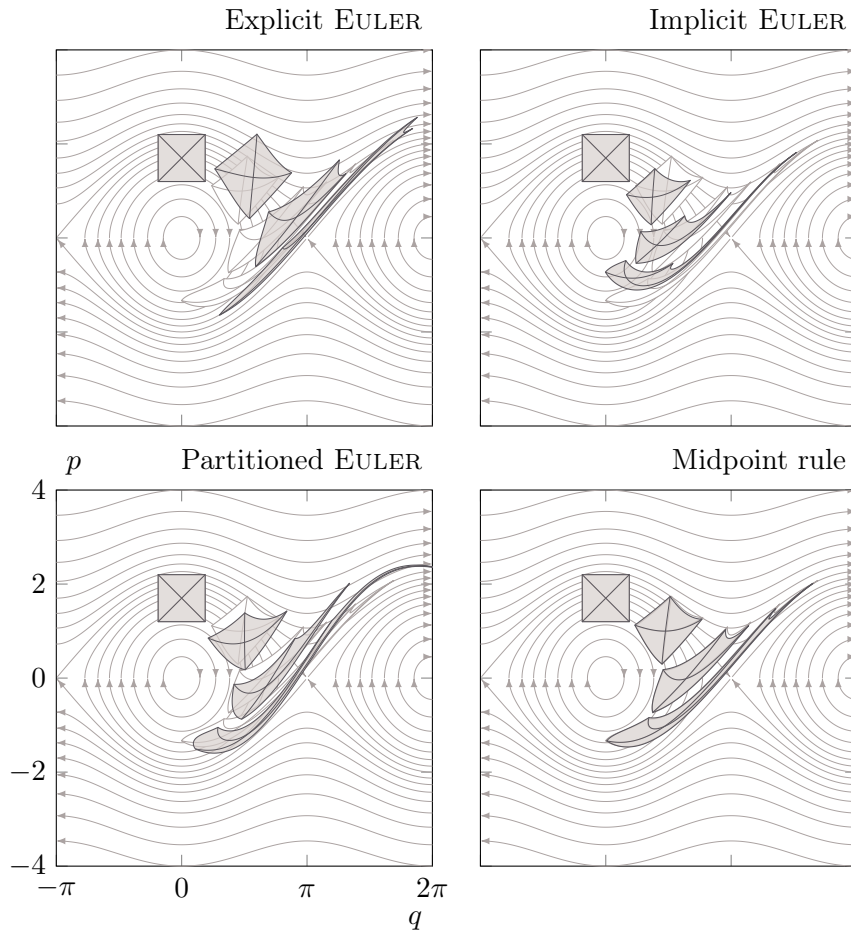 Explicit EULER
Implicit EULER
p
Partitioned EULER
Midpoint rule
4
2
0
−2
−4
−π
0
π
2π
q